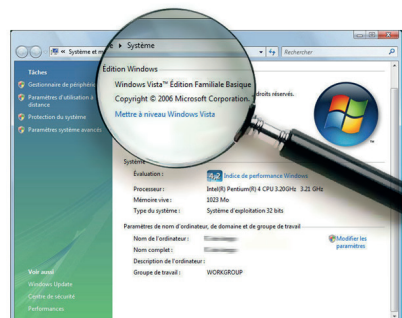 Système et m
e ▸ Système
Rechercher
Tâches
Gestionnaire de périphéri
Paramètres d'utilisation à
distance
Protection du système
Paramètres système avancés
Édition Windows
Windows Vista™ Édition Familiale Basique
Copyright © 2006 Microsoft Corporation.
droits réservés.
Mettre à niveau Windows Vista
Système
Évaluation :
Indice de performance Windows
Processeur : Intel(R) Pentium(R) 4 CPU 3.20GHz 3.21 GHz
Mémoire vive : 1023 Mo
Type du système : Système d'exploitation 32 bits
Paramètres de nom d'ordinateur, de domaine et de groupe de travail
Nom de l'ordinateur :
Modifier les
paramètres
Nom complet :
Description de l'ordinateur :
Groupe de travail : WORKGROUP
Voir aussi
Windows Update
Centre de sécurité
Performances